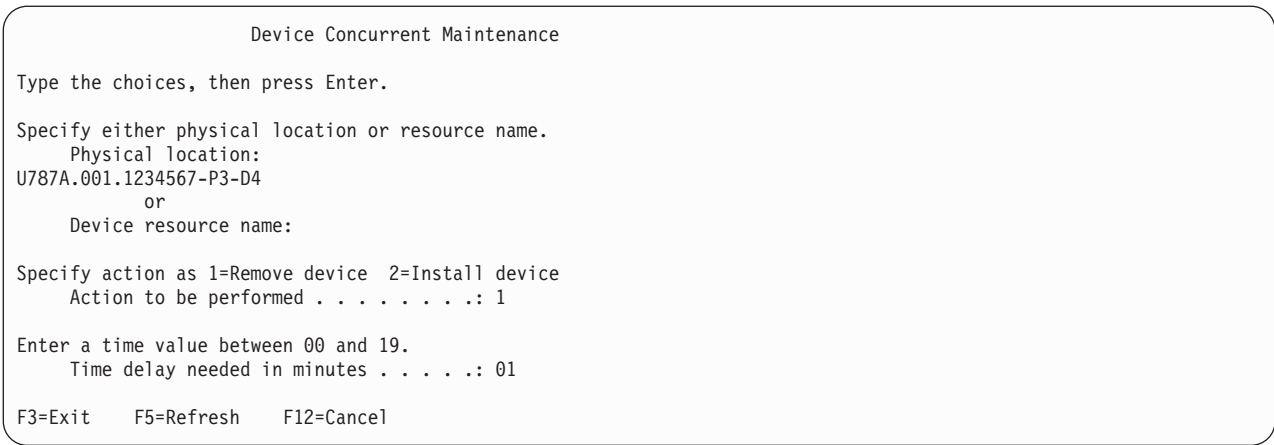 Device Concurrent Maintenance
Type the choices, then press Enter.
Specify either physical location or resource name.
Physical location:
U787A.001.1234567-P3-D4
or
Device resource name:
Specify action as 1=Remove device 2=Install device
Action to be performed . . . . . . . .: 1
Enter a time value between 00 and 19.
Time delay needed in minutes . . . . .: 01
F3=Exit F5=Refresh F12=Cancel